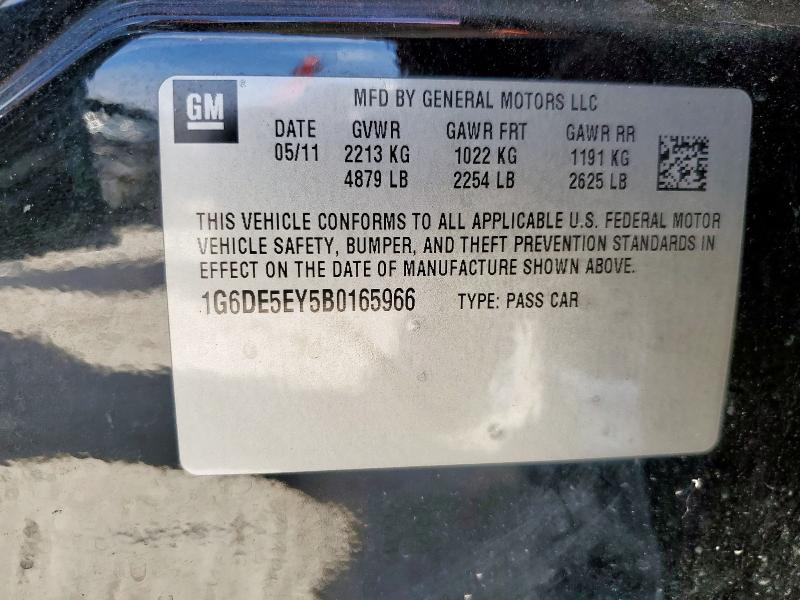 GM ®
MFD BY GENERAL MOTORS LLC
DATE GVWR GAWR FRT GAWR RR
05/11 2213 KG 1022 KG 1191 KG
4879 LB 2254 LB 2625 LB
THIS VEHICLE CONFORMS TO ALL APPLICABLE U.S. FEDERAL MOTOR
VEHICLE SAFETY, BUMPER, AND THEFT PREVENTION STANDARDS IN
EFFECT ON THE DATE OF MANUFACTURE SHOWN ABOVE.
1G6DE5EY5B0165966 TYPE: PASS CAR